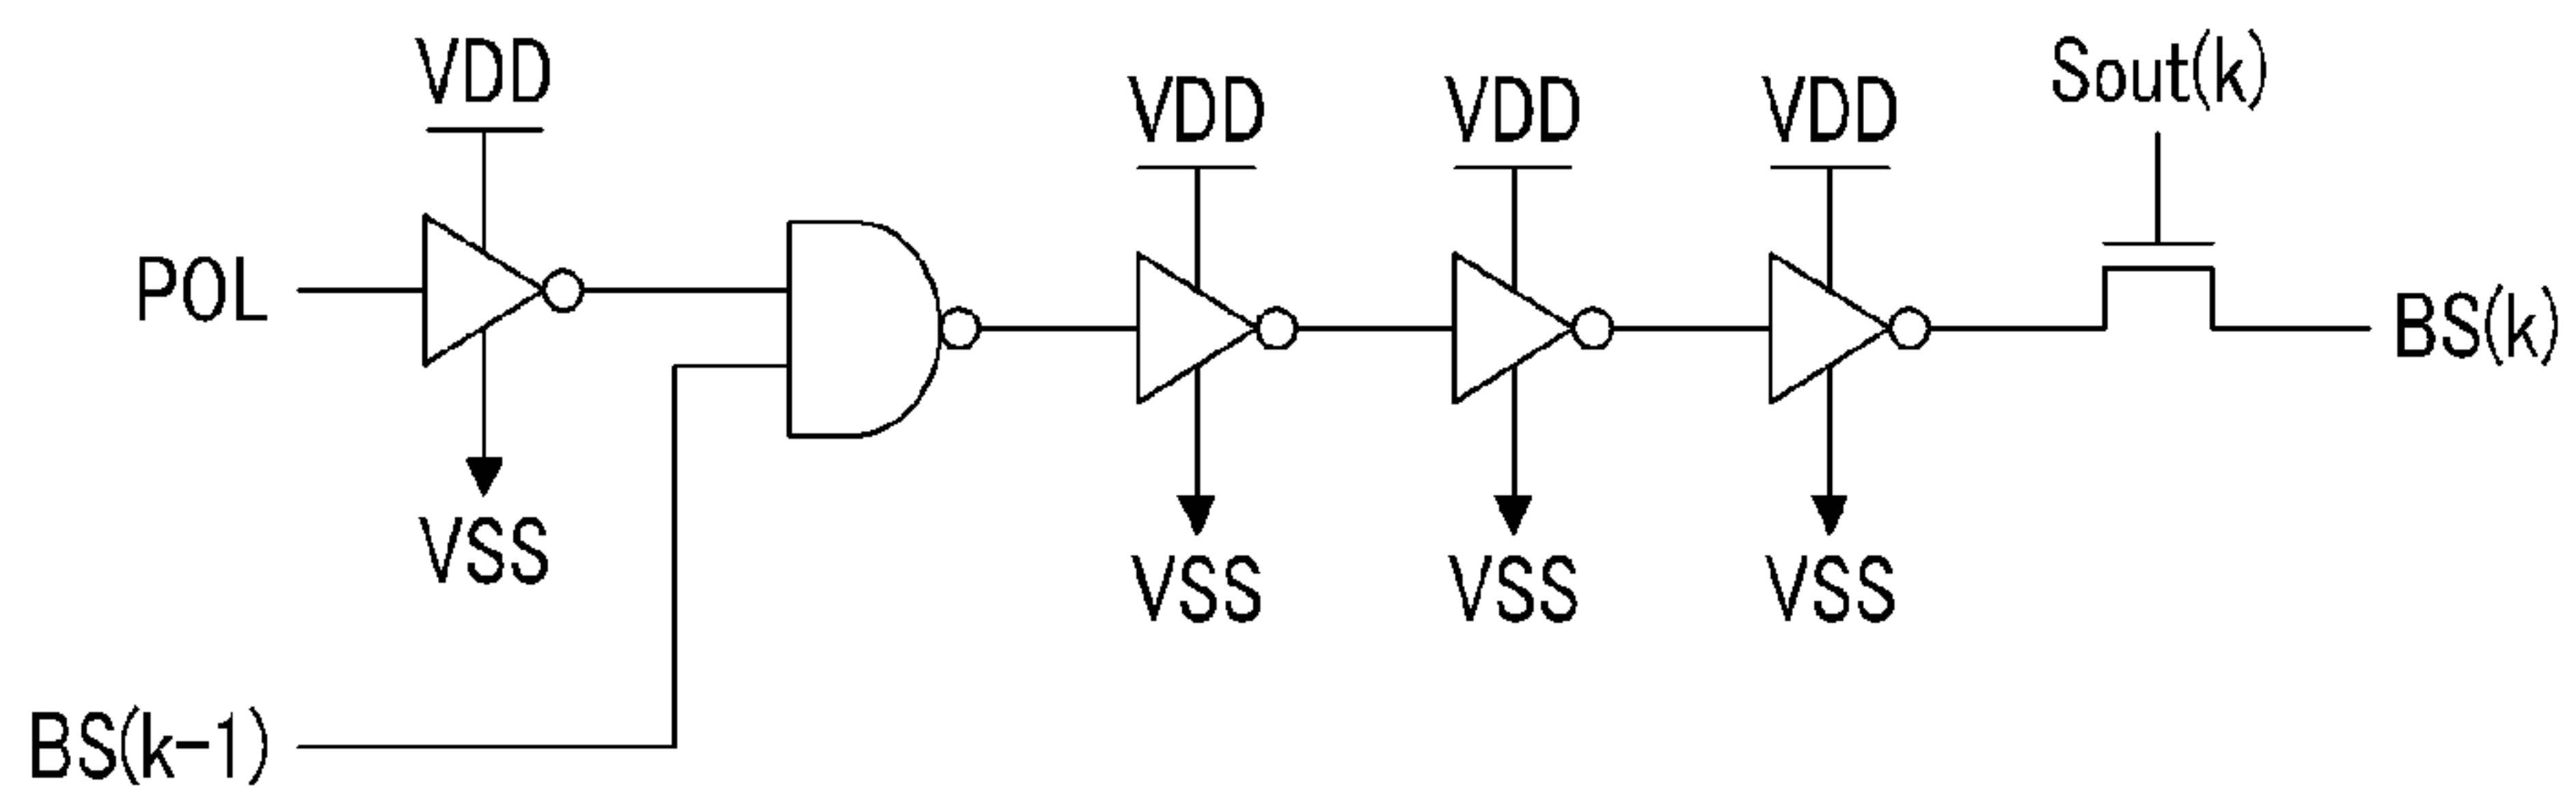 VDD
VDD
VDD
VDD
Sout(k)
POL
BS(k)
VSS
VSS
VSS
VSS
BS(k-1)